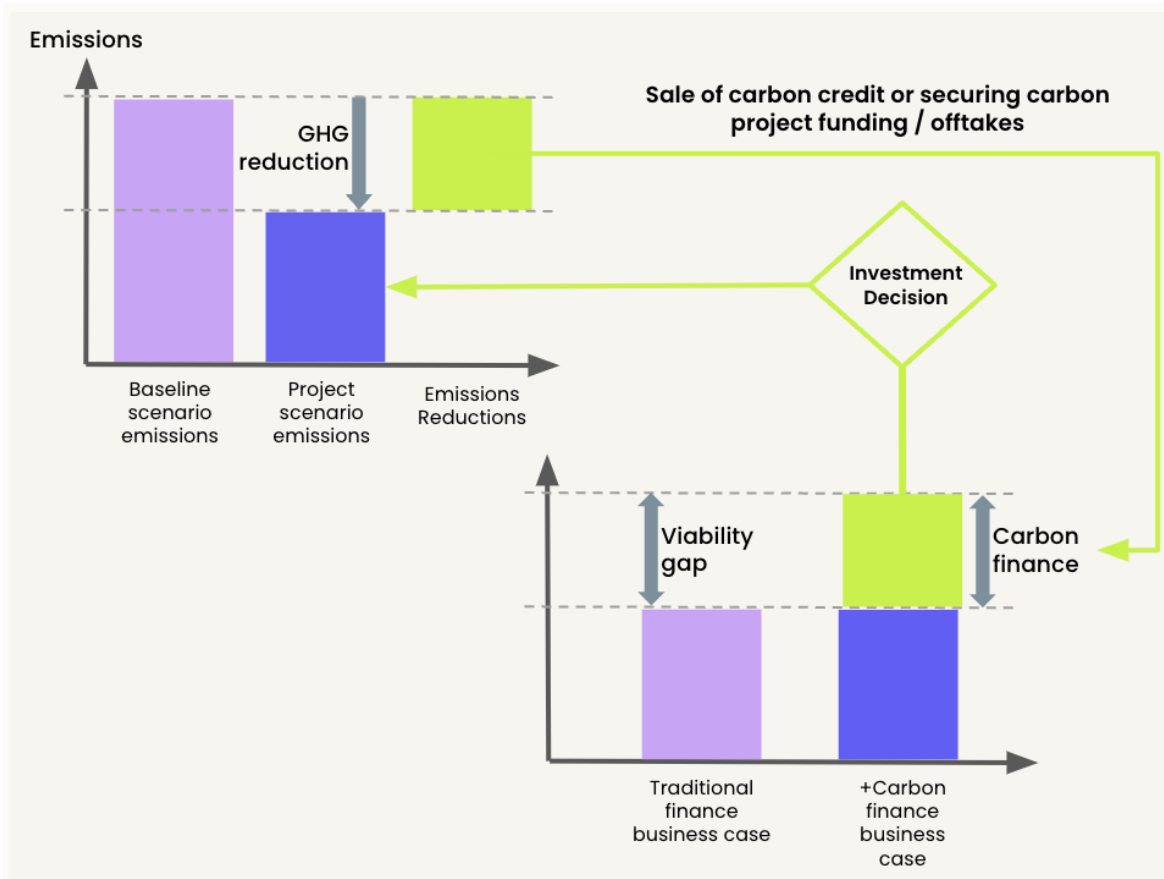 Emissions
Sale of carbon credit or securing carbon
project funding / offtakes
GHG
reduction
Investment
Decision
Baseline
scenario
emissions
Project
scenario
emissions
Emissions
Reductions
Viability
gap
Carbon
finance
Traditional
finance
business case
+Carbon
finance
business
case